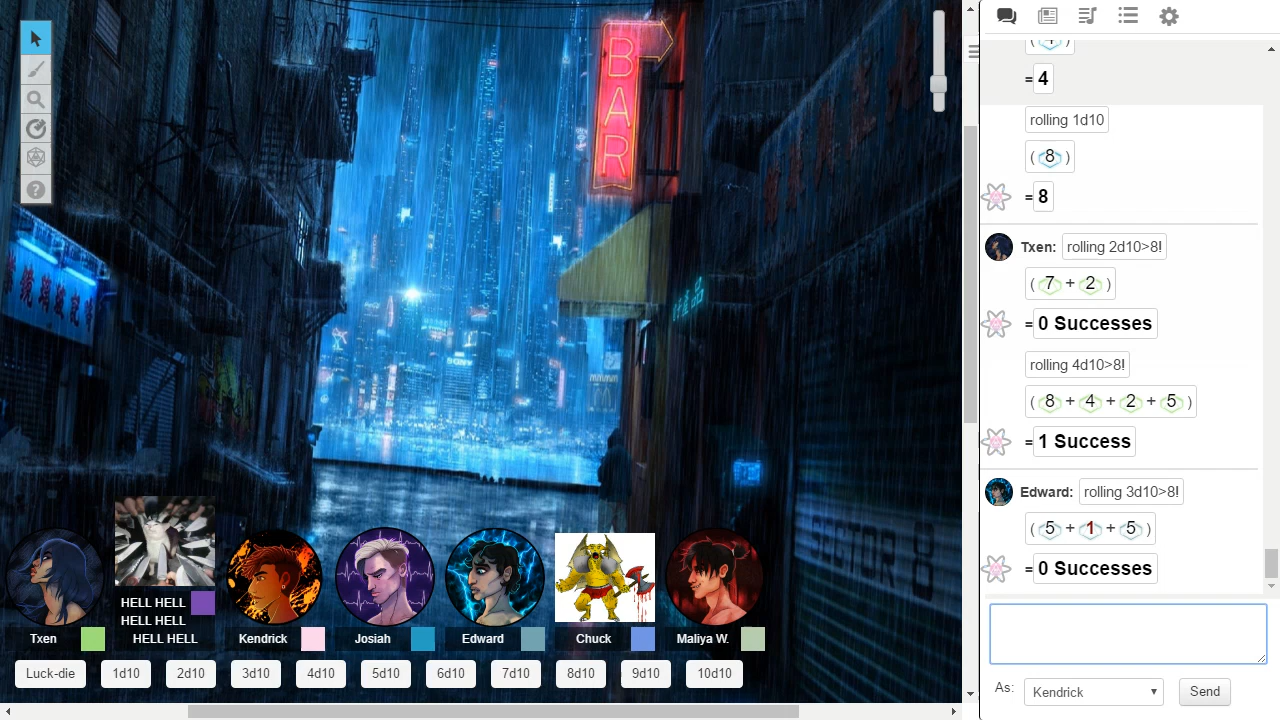 BAR
SECTOR 8
HELL HELL
HELL HELL
HELL HELL
Txen
Kendrick
Josiah
Edward
Chuck
Maliya W.
Luck-die
1d10
2d10
3d10
4d10
5d10
6d10
7d10
8d10
9d10
10d10
=4
rolling 1d10
(8)
=8
Txen: rolling 2d10>8!
(7+2)
=0 Successes
rolling 4d10>8!
(8+4+2+5)
=1 Success
Edward: rolling 3d10>8!
(5+1+5)
=0 Successes
As: Kendrick
Send